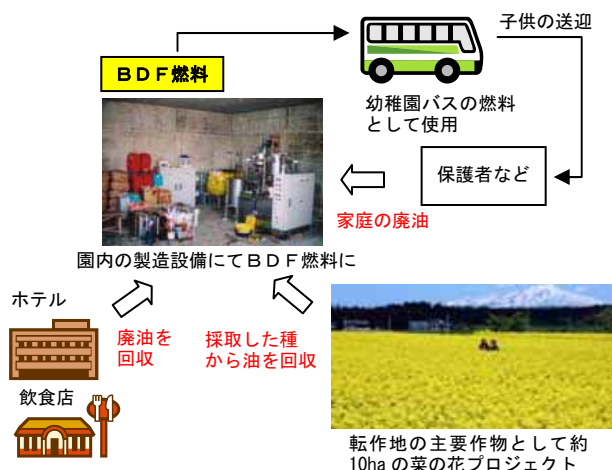 子供の送迎
ＢＤＦ燃料
幼稚園バスの燃料
として使用
保護者など
家庭の廃油
園内の製造設備にてＢＤＦ燃料に
ホテル
廃油を
回収
採取した種
から油を回収
飲食店
転作地の主要作物として約
10ha の菜の花プロジェクト